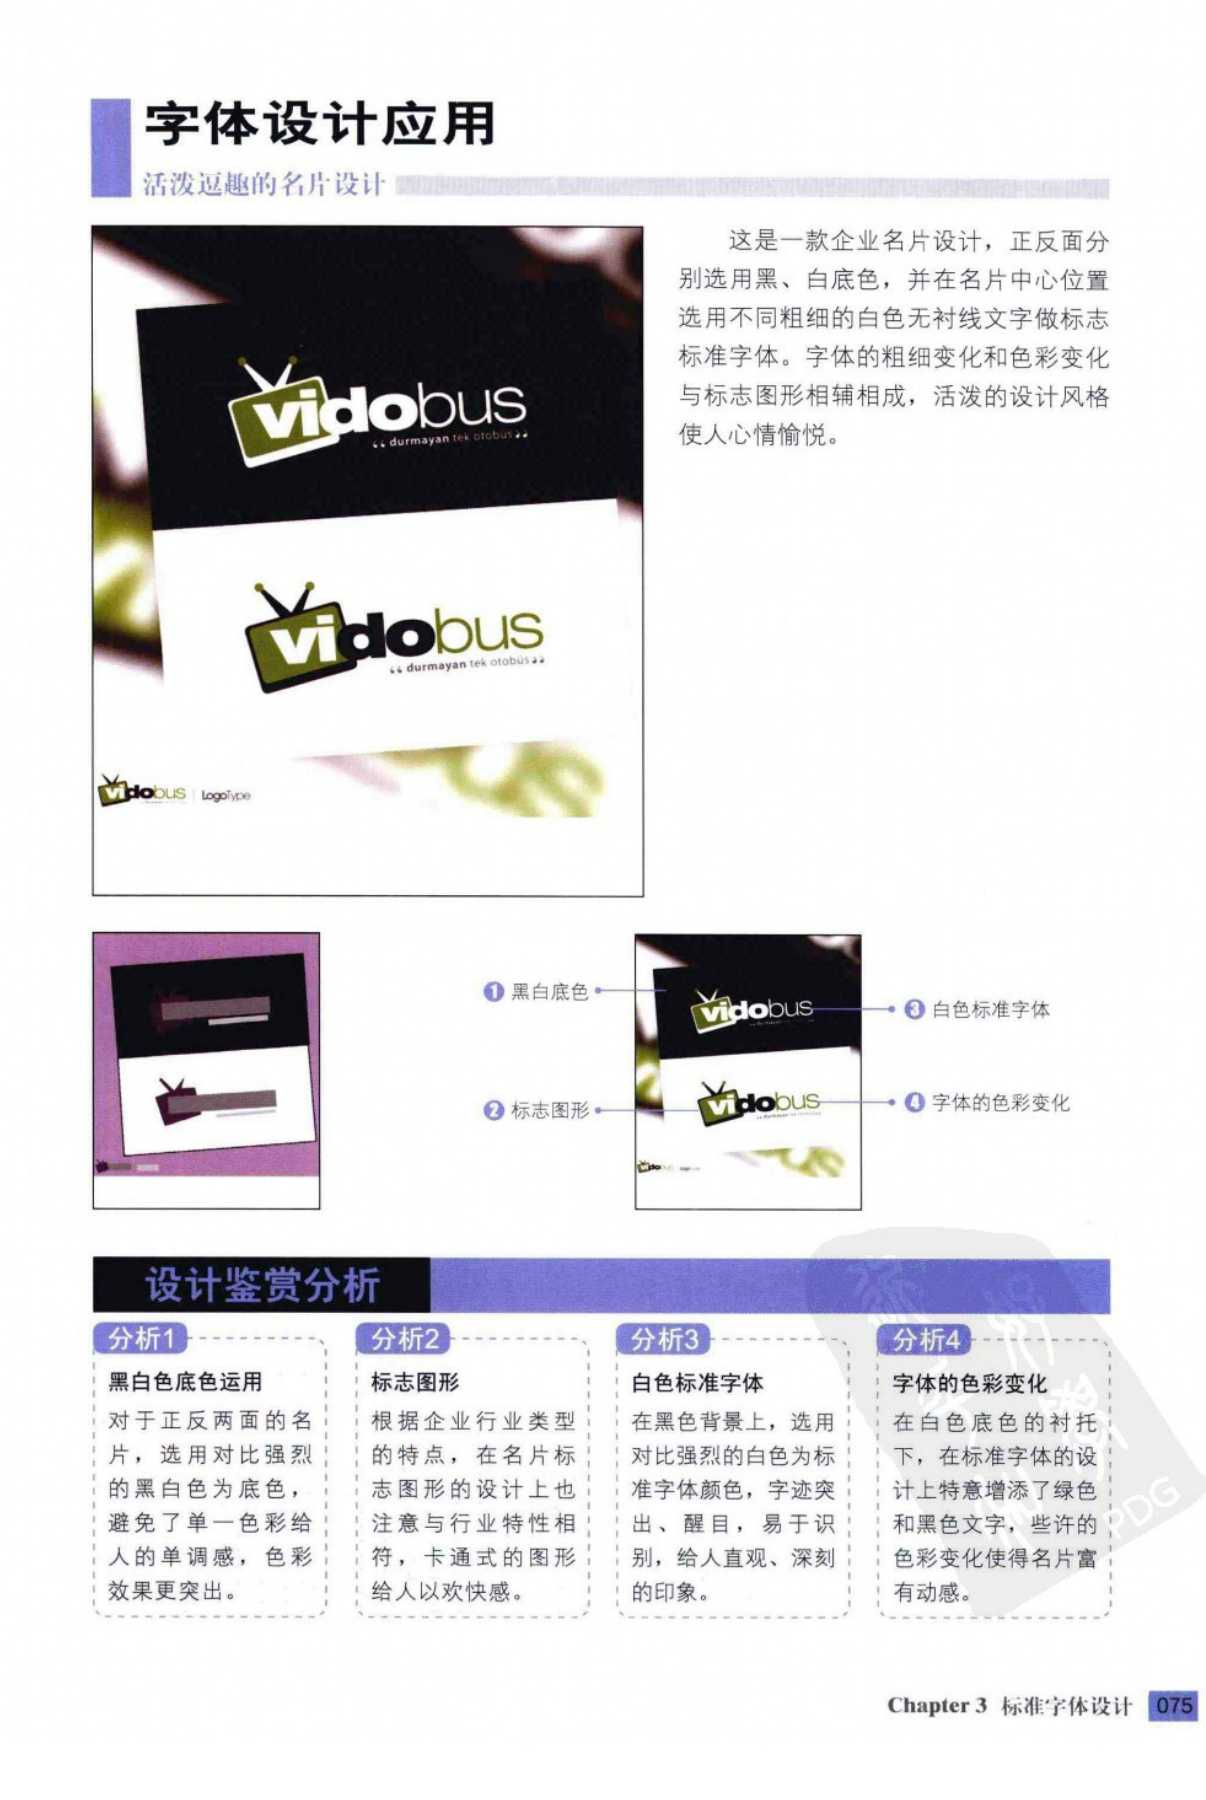 字体设计应用
活泼逗趣的名片设计
这是一款企业名片设计，正反面分
别选用黑、白底色，并在名片中心位置
选用不同粗细的白色无衬线文字做标志
标准字体。字体的粗细变化和色彩变化
与标志图形相辅相成，活泼的设计风格
使人心情愉悦。
vidobus
durmayan tek otobüs
vidobus
durmayan tek otobüs
vidobus | LogoType
❶ 黑白底色
❷ 标志图形
vidobus
vidobus
vidobus
❸ 白色标准字体
❹ 字体的色彩变化
设计鉴赏分析
分析1
黑白色底色运用
对于正反两面的名
片，选用对比强烈
的黑白色为底色，
避免了单一色彩给
人的单调感，色彩
效果更突出。
分析2
标志图形
根据企业行业类型
的特点，在名片标
志图形的设计上也
注意与行业特性相
符，卡通式的图形
给人以欢快感。
分析3
白色标准字体
在黑色背景上，选用
对比强烈的白色为标
准字体颜色，字迹突
出、醒目，易于识
别，给人直观、深刻
的印象。
分析4
字体的色彩变化
在白色底色的衬托
下，在标准字体的设
计上特意增添了绿色
和黑色文字，些许的
色彩变化使得名片富
有动感。
PDG
Chapter 3 标准字体设计 075